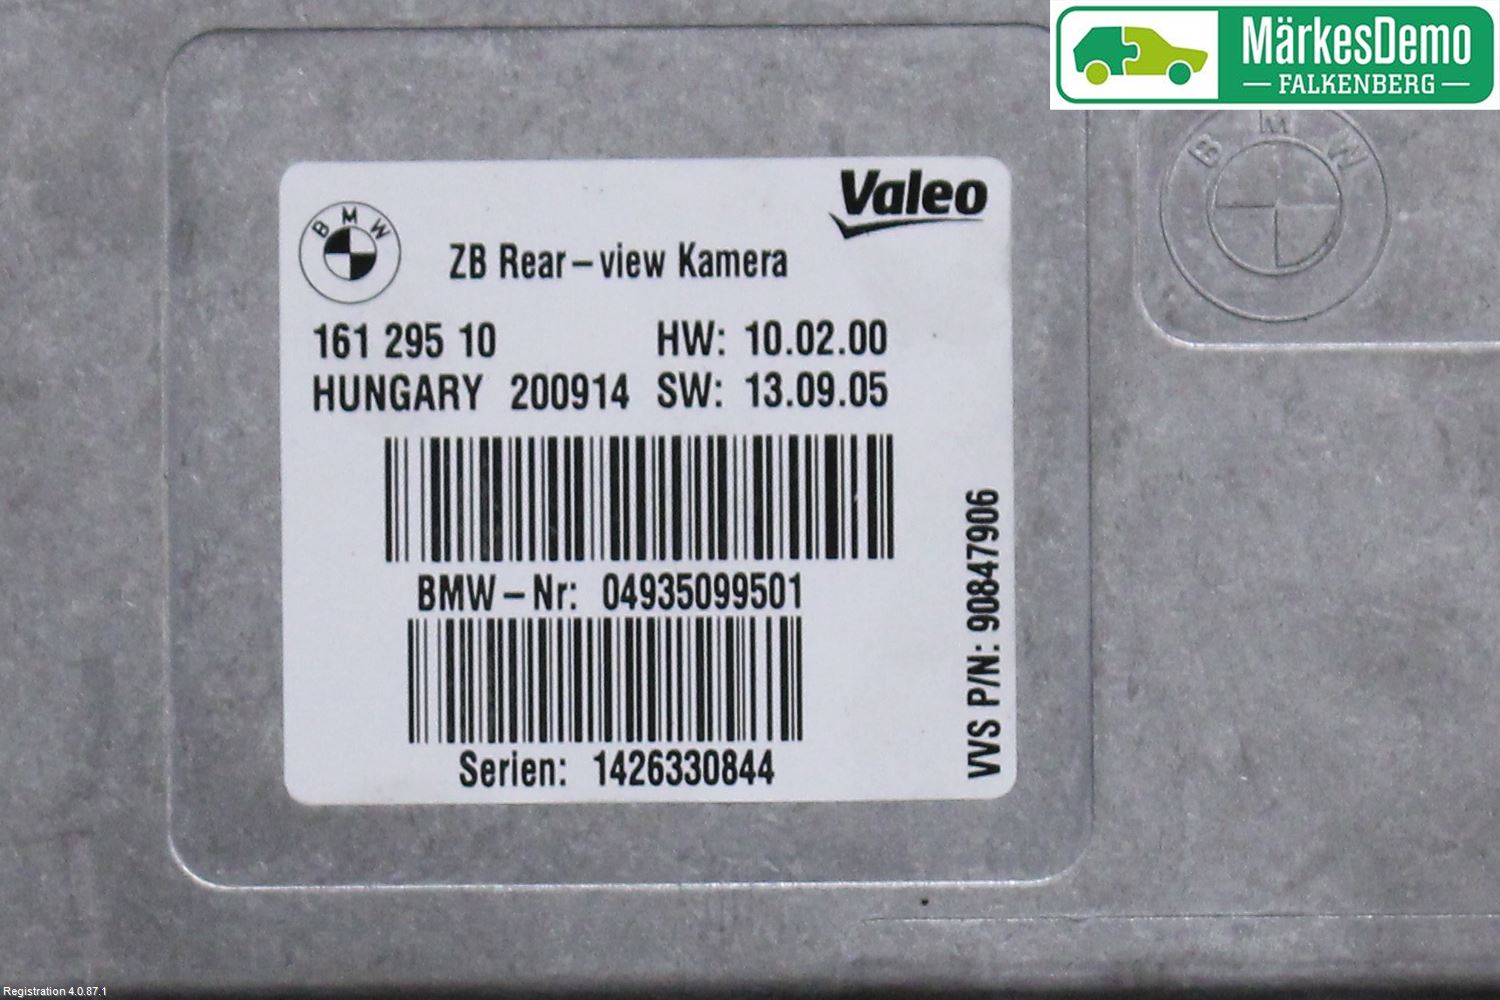 MärkesDemo
FALKENBERG
BMW
BMW
Valeo
ZB Rear-view Kamera
161 295 10 HW: 10.02.00
HUNGARY 200914 SW: 13.09.05
BMW-Nr: 04935099501
Serien: 1426330844
VVS P/N: 90847906
Registration 4.0.87.1